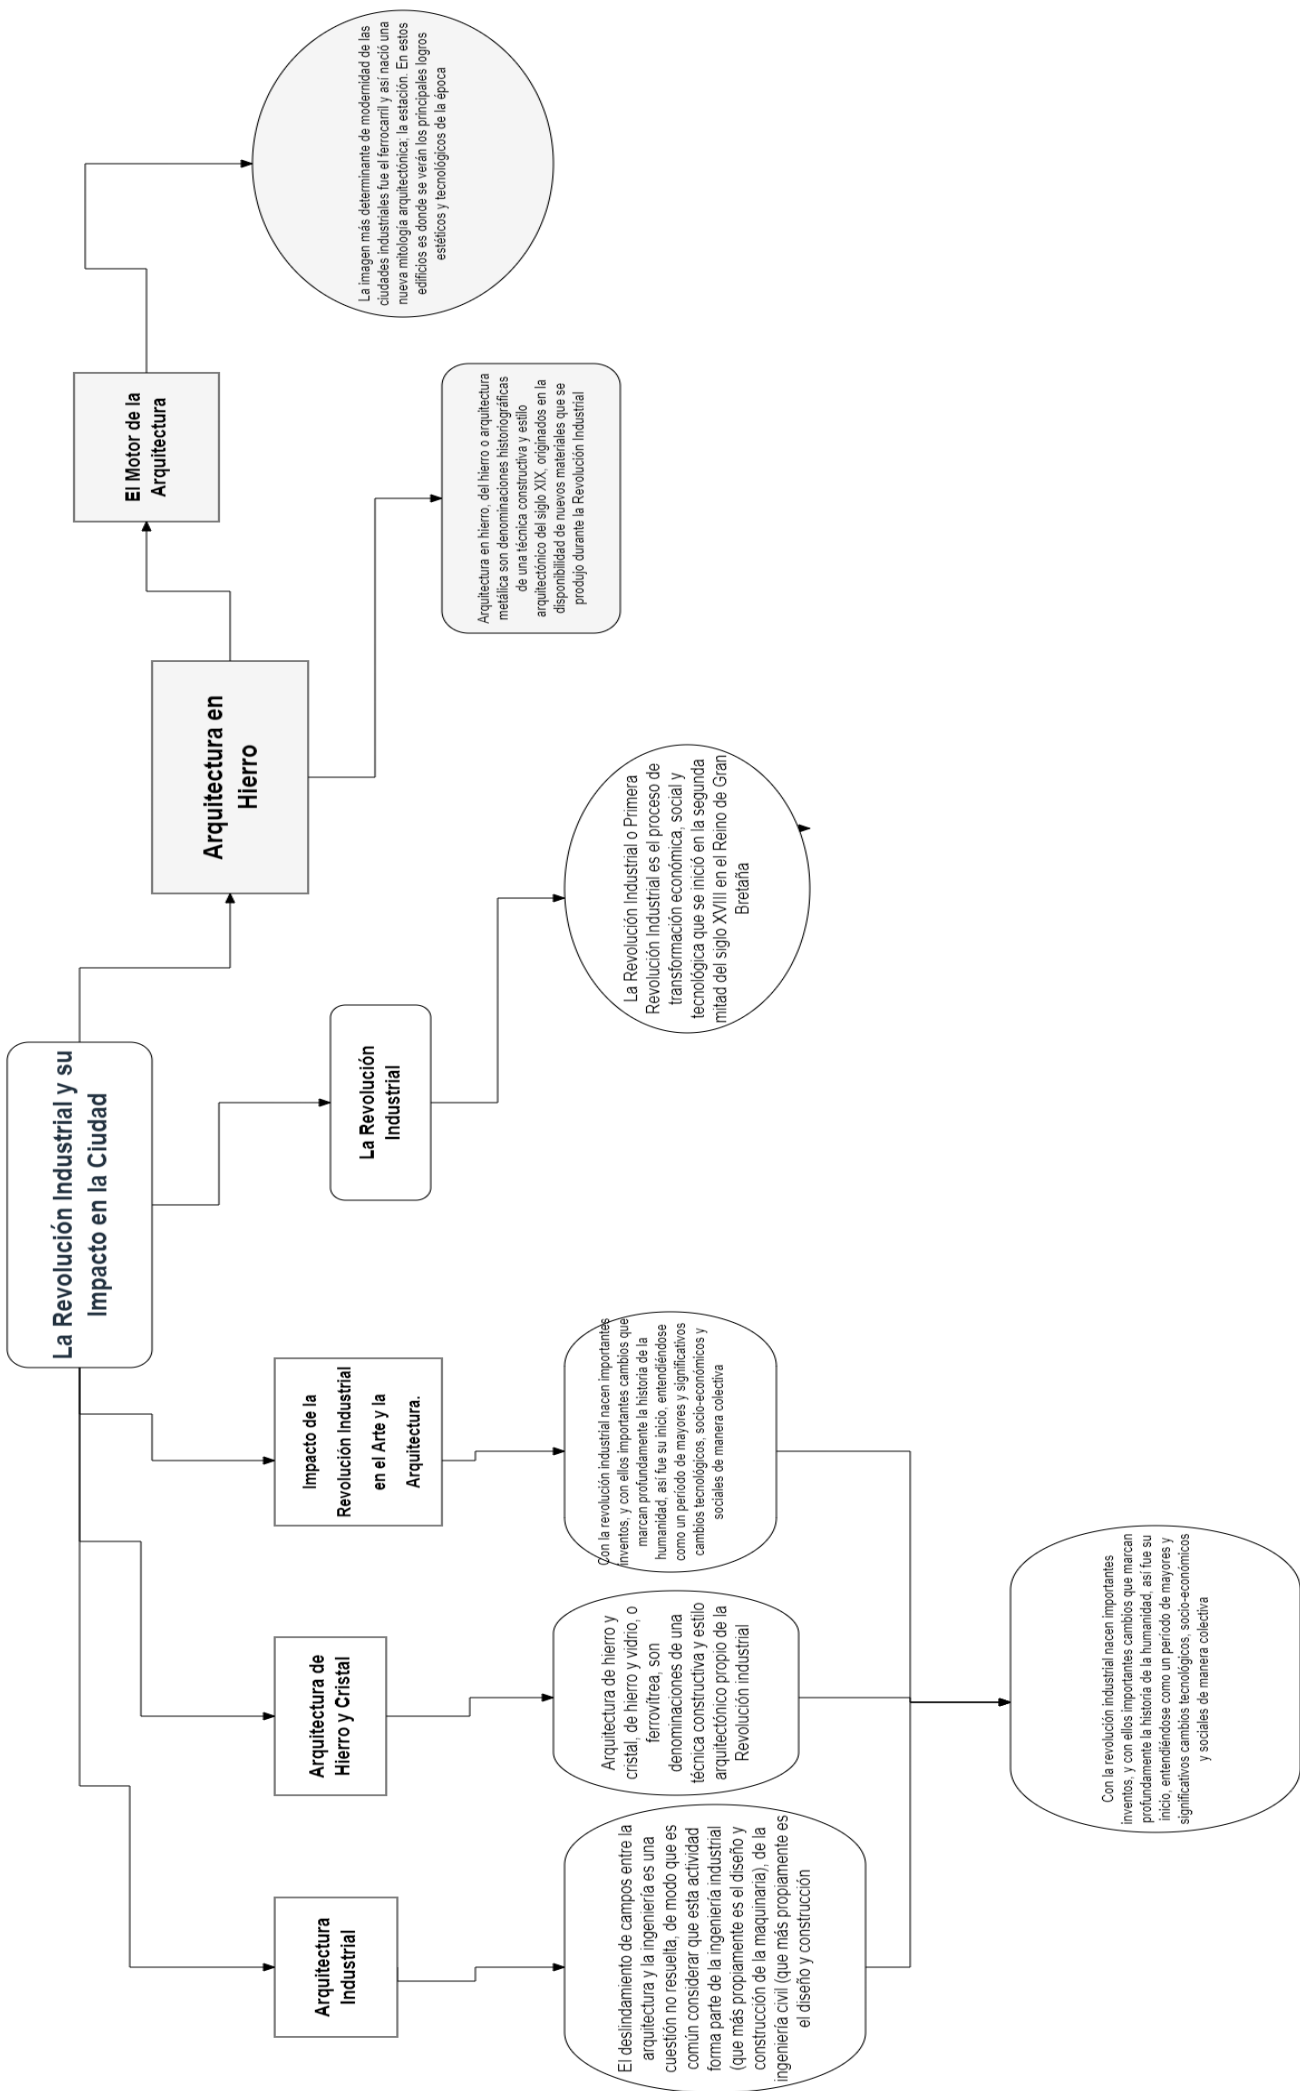 La Revolución Industrial y su
Impacto en la Ciudad
Arquitectura
Industrial
Arquitectura de
Hierro y Cristal
Impacto de la
Revolución Industrial
en el Arte y la
Arquitectura.
La Revolución
Industrial
Arquitectura en
Hierro
El Motor de la
Arquitectura
El deslindamiento de campos entre la
arquitectura y la ingeniería es una
cuestión no resuelta, de modo que es
común considerar que esta actividad
forma parte de la ingeniería industrial
(que más propiamente es el diseño y
construcción de la maquinaria), de la
ingeniería civil (que más propiamente es
el diseño y construcción
Arquitectura de hierro y
cristal, de hierro y vidrio, o
ferrovítrea, son
denominaciones de una
técnica constructiva y estilo
arquitectónico propio de la
Revolución industrial
Con la revolución industrial nacen importantes
inventos, y con ellos importantes cambios que
marcan profundamente la historia de la
humanidad, así fue su inicio, entendiéndose
como un período de mayores y significativos
cambios tecnológicos, socio-económicos y
sociales de manera colectiva
La Revolución Industrial o Primera
Revolución Industrial es el proceso de
transformación económica, social y
tecnológica que se inició en la segunda
mitad del siglo XVIII en el Reino de Gran
Bretaña
Arquitectura en hierro, del hierro o arquitectura
metálica son denominaciones historiográficas
de una técnica constructiva y estilo
arquitectónico del siglo XIX, originados en la
disponibilidad de nuevos materiales que se
produjo durante la Revolución Industrial
La imagen más determinante de modernidad de las
ciudades industriales fue el ferrocarril y así nació una
nueva mitología arquitectónica; la estación. En estos
edificios es donde se verán los principales logros
estéticos y tecnológicos de la época
Con la revolución industrial nacen importantes
inventos, y con ellos importantes cambios que marcan
profundamente la historia de la humanidad, así fue su
inicio, entendiéndose como un período de mayores y
significativos cambios tecnológicos, socio-económicos
y sociales de manera colectiva